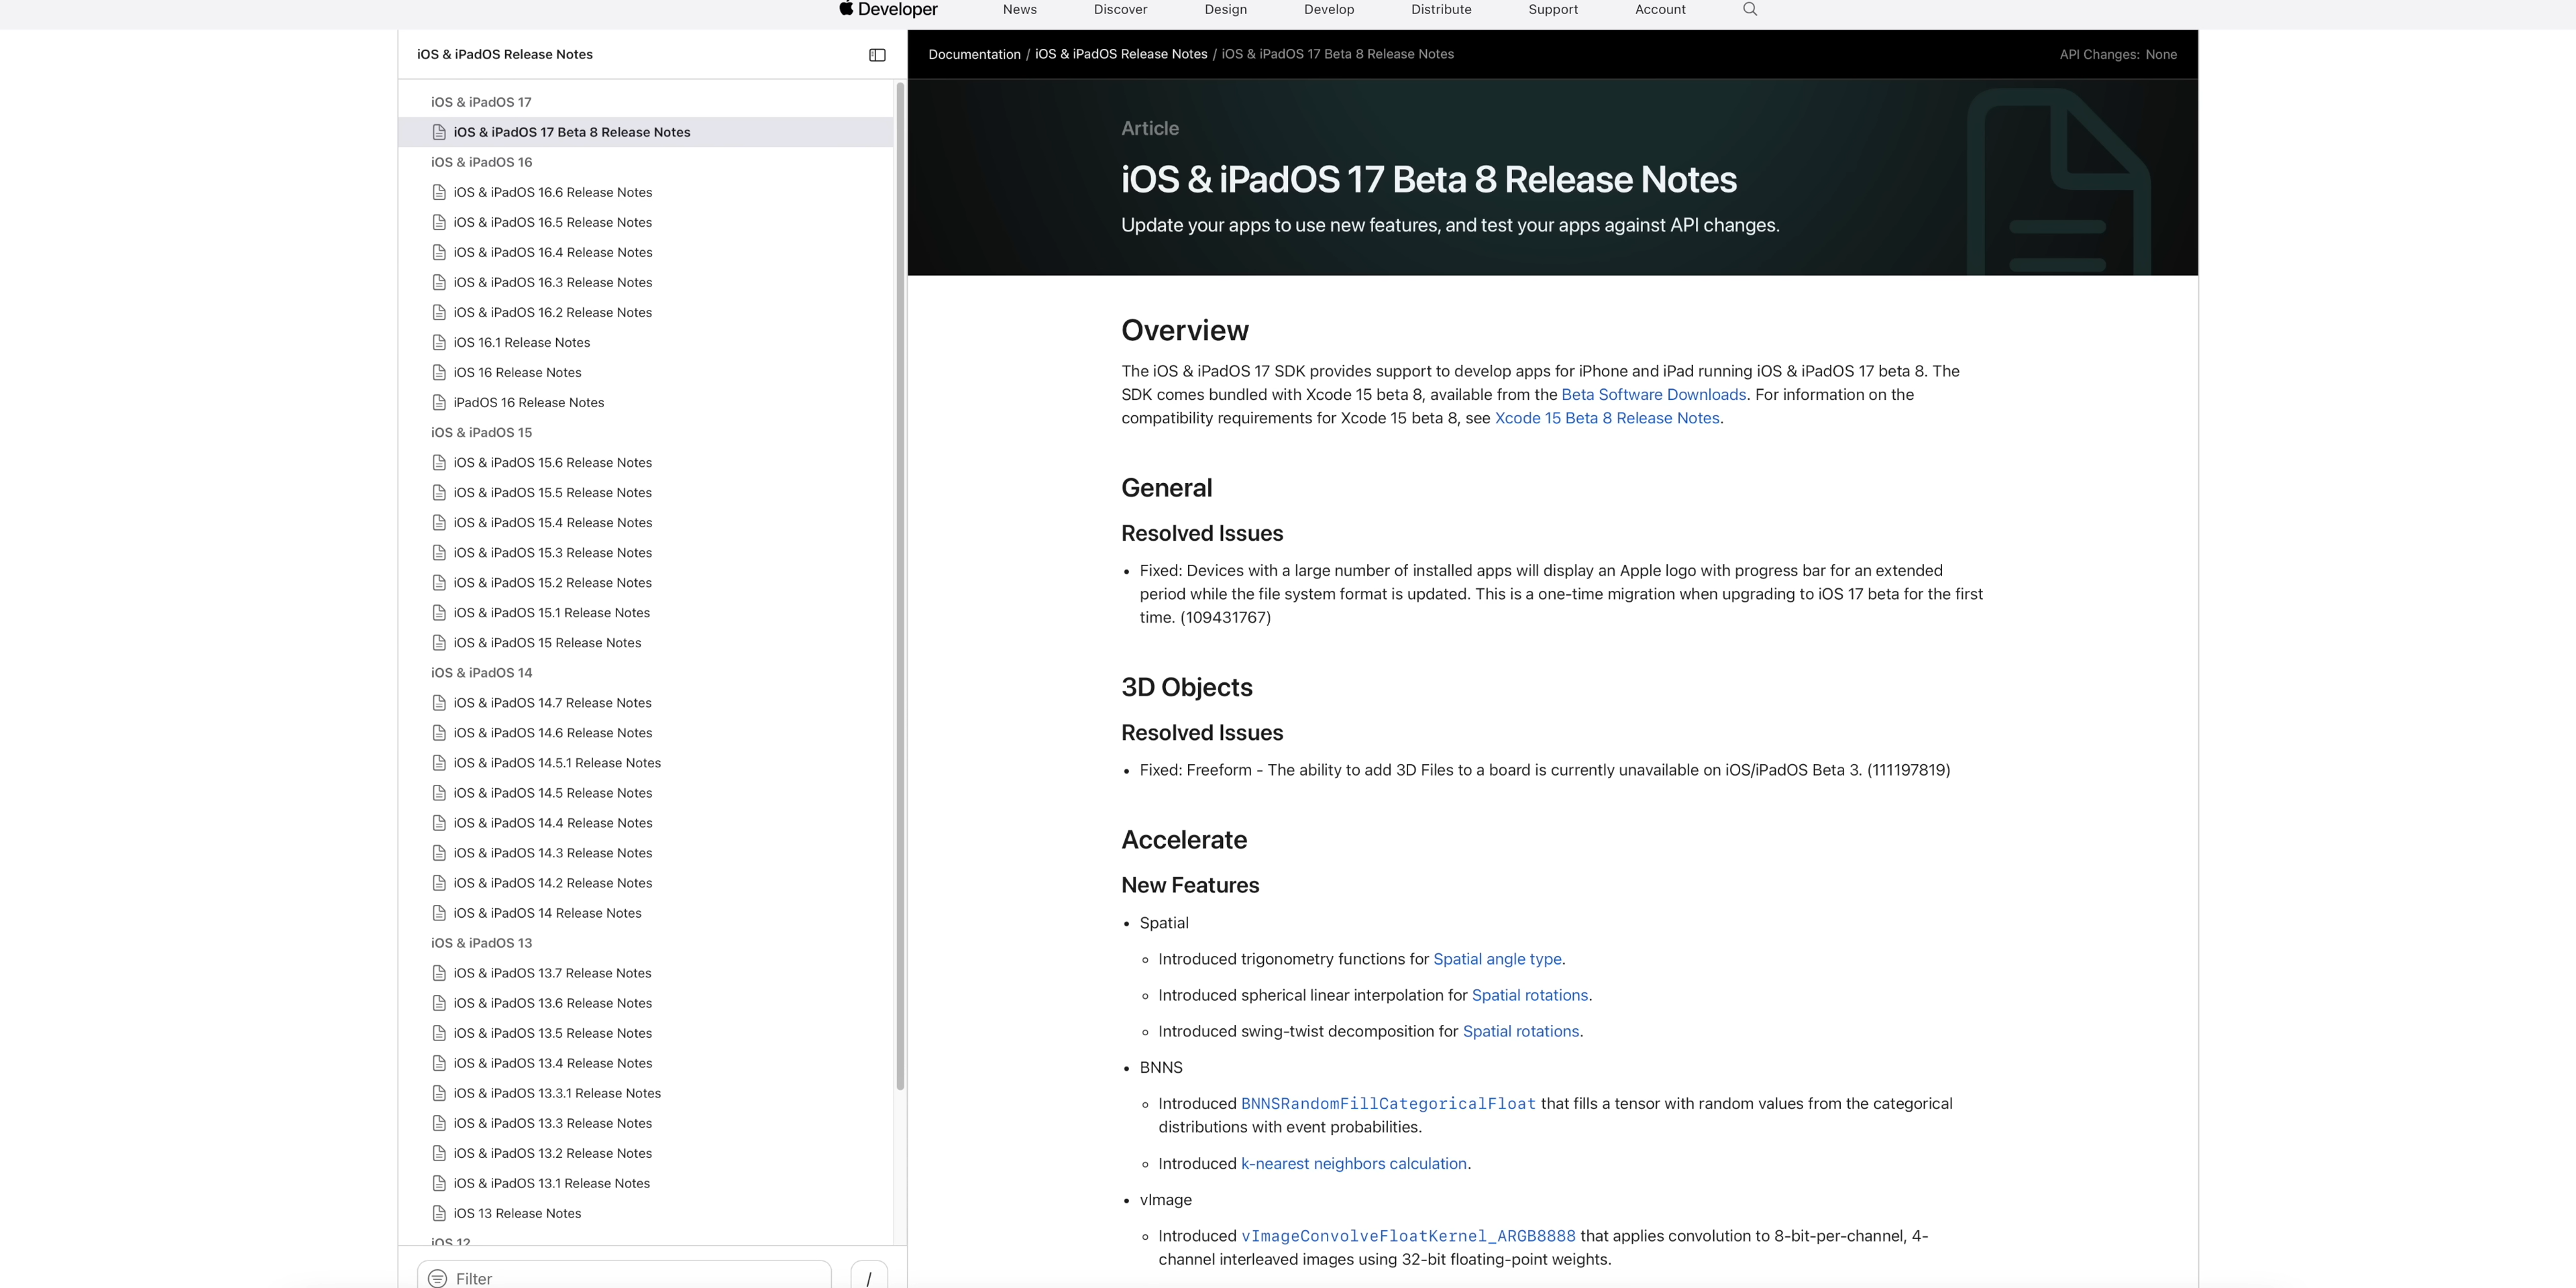 Developer
News
Discover
Design
Develop
Distribute
Support
Account
iOS & iPadOS Release Notes
iOS & iPadOS 17
iOS & iPadOS 17 Beta 8 Release Notes
iOS & iPadOS 16
iOS & iPadOS 16.6 Release Notes
iOS & iPadOS 16.5 Release Notes
iOS & iPadOS 16.4 Release Notes
iOS & iPadOS 16.3 Release Notes
iOS & iPadOS 16.2 Release Notes
iOS 16.1 Release Notes
iOS 16 Release Notes
iPadOS 16 Release Notes
iOS & iPadOS 15
iOS & iPadOS 15.6 Release Notes
iOS & iPadOS 15.5 Release Notes
iOS & iPadOS 15.4 Release Notes
iOS & iPadOS 15.3 Release Notes
iOS & iPadOS 15.2 Release Notes
iOS & iPadOS 15.1 Release Notes
iOS & iPadOS 15 Release Notes
iOS & iPadOS 14
iOS & iPadOS 14.7 Release Notes
iOS & iPadOS 14.6 Release Notes
iOS & iPadOS 14.5.1 Release Notes
iOS & iPadOS 14.5 Release Notes
iOS & iPadOS 14.4 Release Notes
iOS & iPadOS 14.3 Release Notes
iOS & iPadOS 14.2 Release Notes
iOS & iPadOS 14 Release Notes
iOS & iPadOS 13
iOS & iPadOS 13.7 Release Notes
iOS & iPadOS 13.6 Release Notes
iOS & iPadOS 13.5 Release Notes
iOS & iPadOS 13.4 Release Notes
iOS & iPadOS 13.3.1 Release Notes
iOS & iPadOS 13.3 Release Notes
iOS & iPadOS 13.2 Release Notes
iOS & iPadOS 13.1 Release Notes
iOS 13 Release Notes
iOS 12
Filter
/
Documentation / iOS & iPadOS Release Notes / iOS & iPadOS 17 Beta 8 Release Notes
API Changes: None
Article
iOS & iPadOS 17 Beta 8 Release Notes
Update your apps to use new features, and test your apps against API changes.
Overview
The iOS & iPadOS 17 SDK provides support to develop apps for iPhone and iPad running iOS & iPadOS 17 beta 8. The
SDK comes bundled with Xcode 15 beta 8, available from the Beta Software Downloads. For information on the
compatibility requirements for Xcode 15 beta 8, see Xcode 15 Beta 8 Release Notes.
General
Resolved Issues
• Fixed: Devices with a large number of installed apps will display an Apple logo with progress bar for an extended
period while the file system format is updated. This is a one-time migration when upgrading to iOS 17 beta for the first
time. (109431767)
3D Objects
Resolved Issues
• Fixed: Freeform - The ability to add 3D Files to a board is currently unavailable on iOS/iPadOS Beta 3. (111197819)
Accelerate
New Features
• Spatial
◦ Introduced trigonometry functions for Spatial angle type.
◦ Introduced spherical linear interpolation for Spatial rotations.
◦ Introduced swing-twist decomposition for Spatial rotations.
• BNNS
◦ Introduced BNNSRandomFillCategoricalFloat that fills a tensor with random values from the categorical
distributions with event probabilities.
◦ Introduced k-nearest neighbors calculation.
• vImage
◦ Introduced vImageConvolveFloatKernel_ARGB8888 that applies convolution to 8-bit-per-channel, 4-
channel interleaved images using 32-bit floating-point weights.